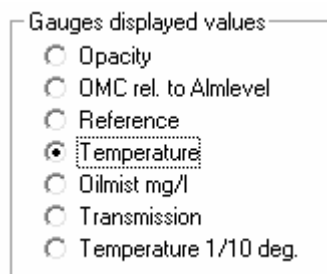 Gauges displayed values
Opacity
OMC rel. to Almlevel
Reference
Temperature
Oilmist mg/l
Transmission
Temperature 1/10 deg.